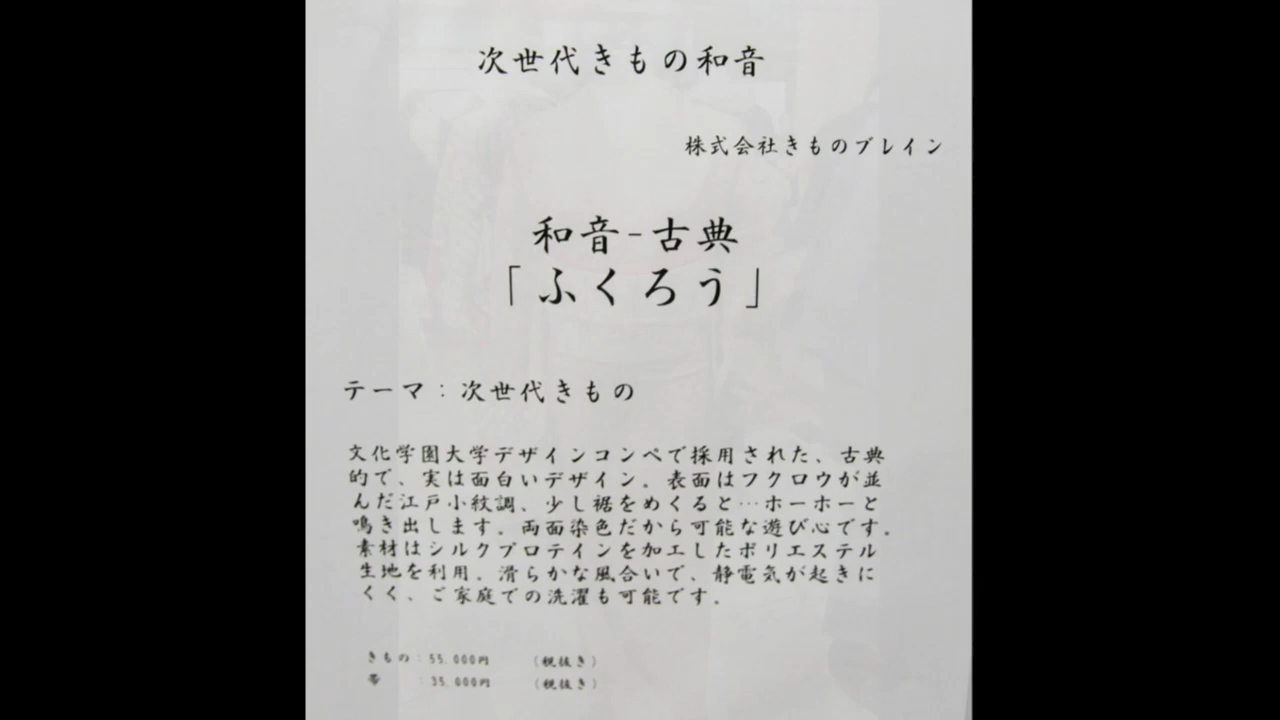 次世代きもの和音
株式会社きものブレイン
和音-古典
「ふくろう」
テーマ：次世代きもの
文化学園大学デザインコンペで採用された、古典
的で、実は面白いデザイン。表面はフクロウが並
んだ江戸小紋調、少し裾をめくると…ホーホーと
鳴き出します。両面染色だから可能な遊び心です。
素材はシルクプロテインを加工したポリエステル
生地を利用。滑らかな風合いで、静電気が起きに
くく、ご家庭での洗濯も可能です。
きもの：55,000円　（税抜き）
帯　　：35,000円　（税抜き）